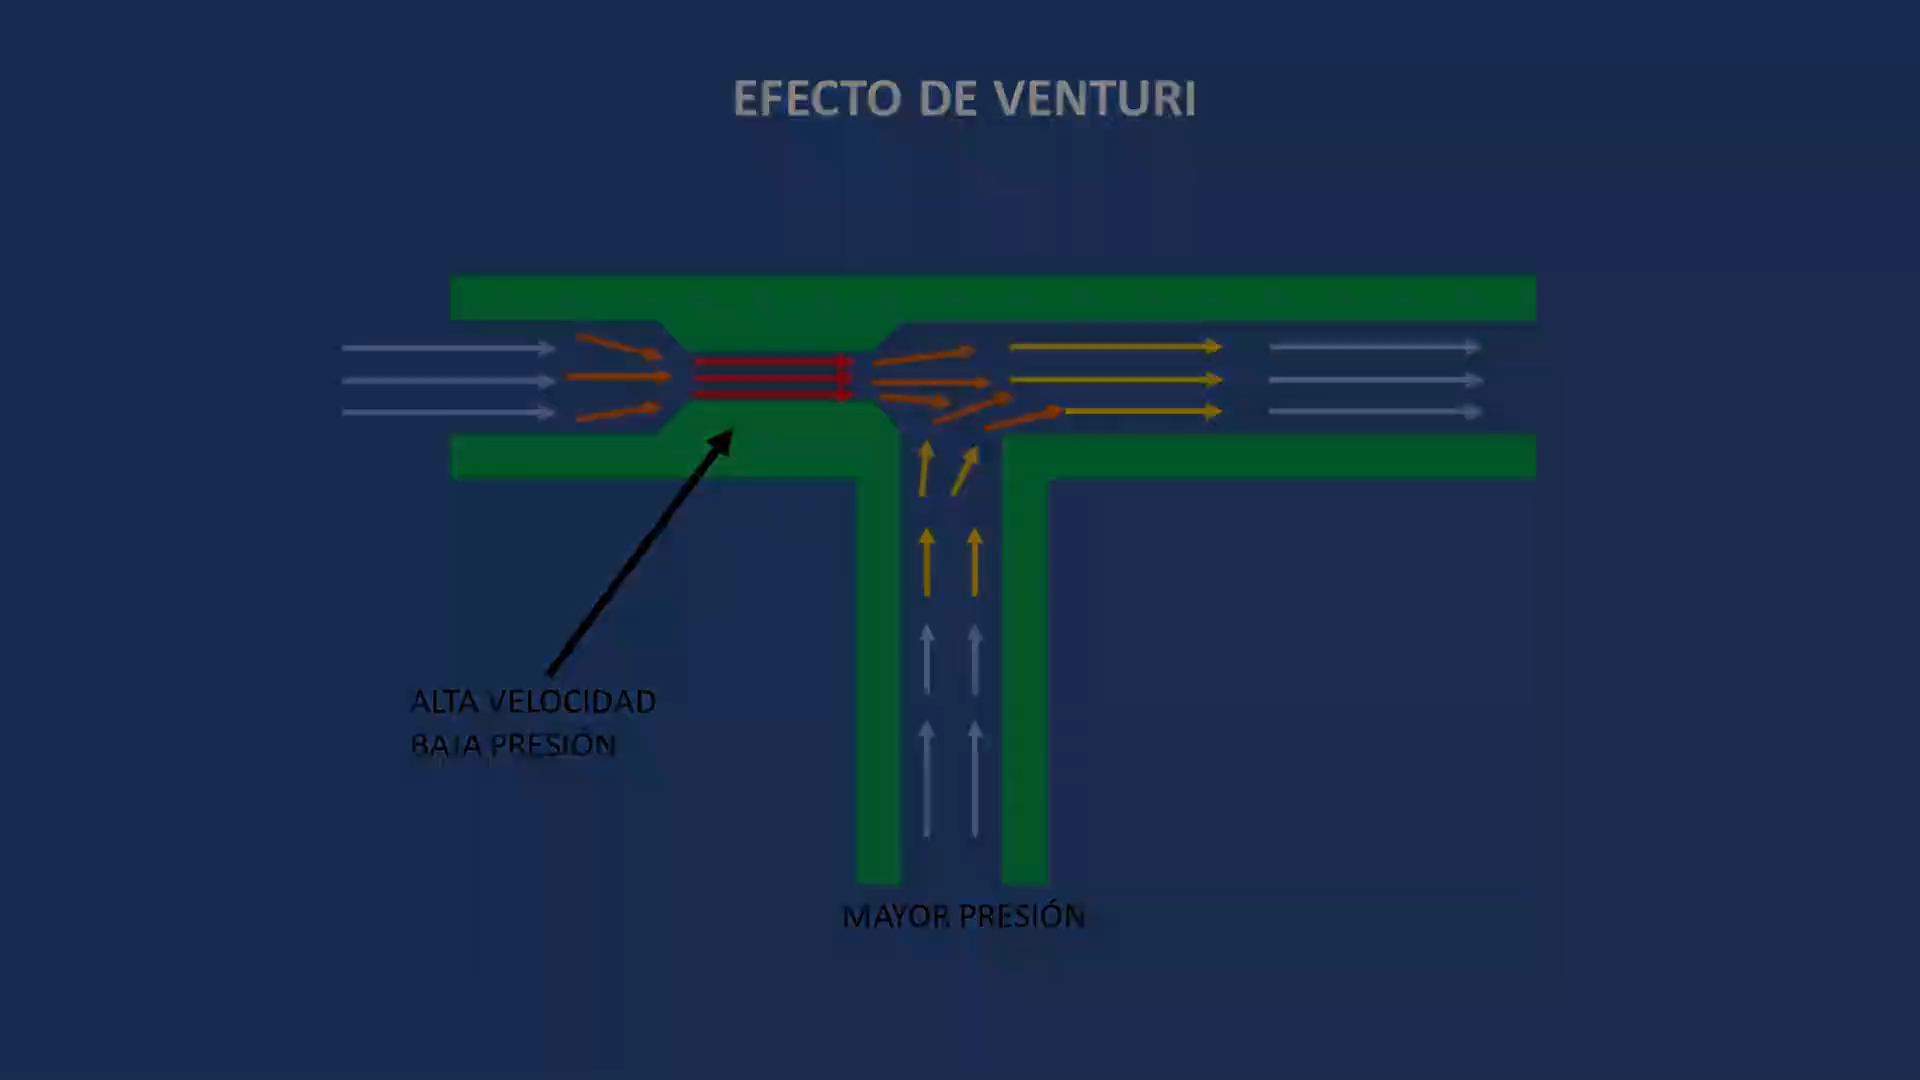 EFECTO DE VENTURI
ALTA VELOCIDAD
BAJA PRESIÓN
MAYOR PRESIÓN